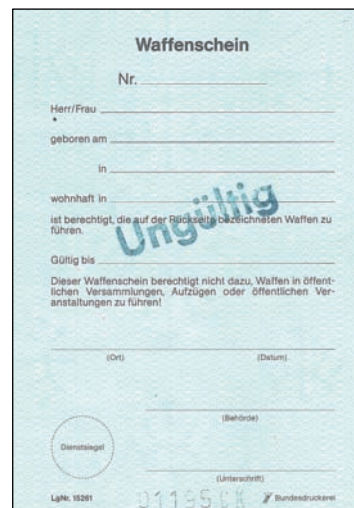 Waffenschein
Nr.
Herr/Frau
geboren am
in
wohnhaft in
Ungültig
ist berechtigt, die auf der Rückseite bezeichneten Waffen zu
führen.
Gültig bis
Dieser Waffenschein berechtigt nicht dazu, Waffen in öffent-
lichen Versammlungen, Aufzügen oder öffentlichen Ver-
anstaltungen zu führen!
(Ort) (Datum)
(Behörde)
Dienstsiegel
(Unterschrift)
LgNr. 15261 Bundesdruckerei